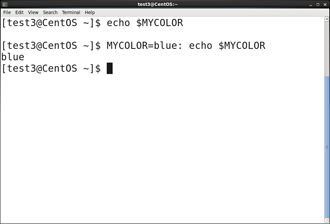 test3@CentOS:~
File Edit View Search Terminal Help
[test3@CentOS ~]$ echo $MYCOLOR
[test3@CentOS ~]$ MYCOLOR=blue: echo $MYCOLOR
blue
[test3@CentOS ~]$